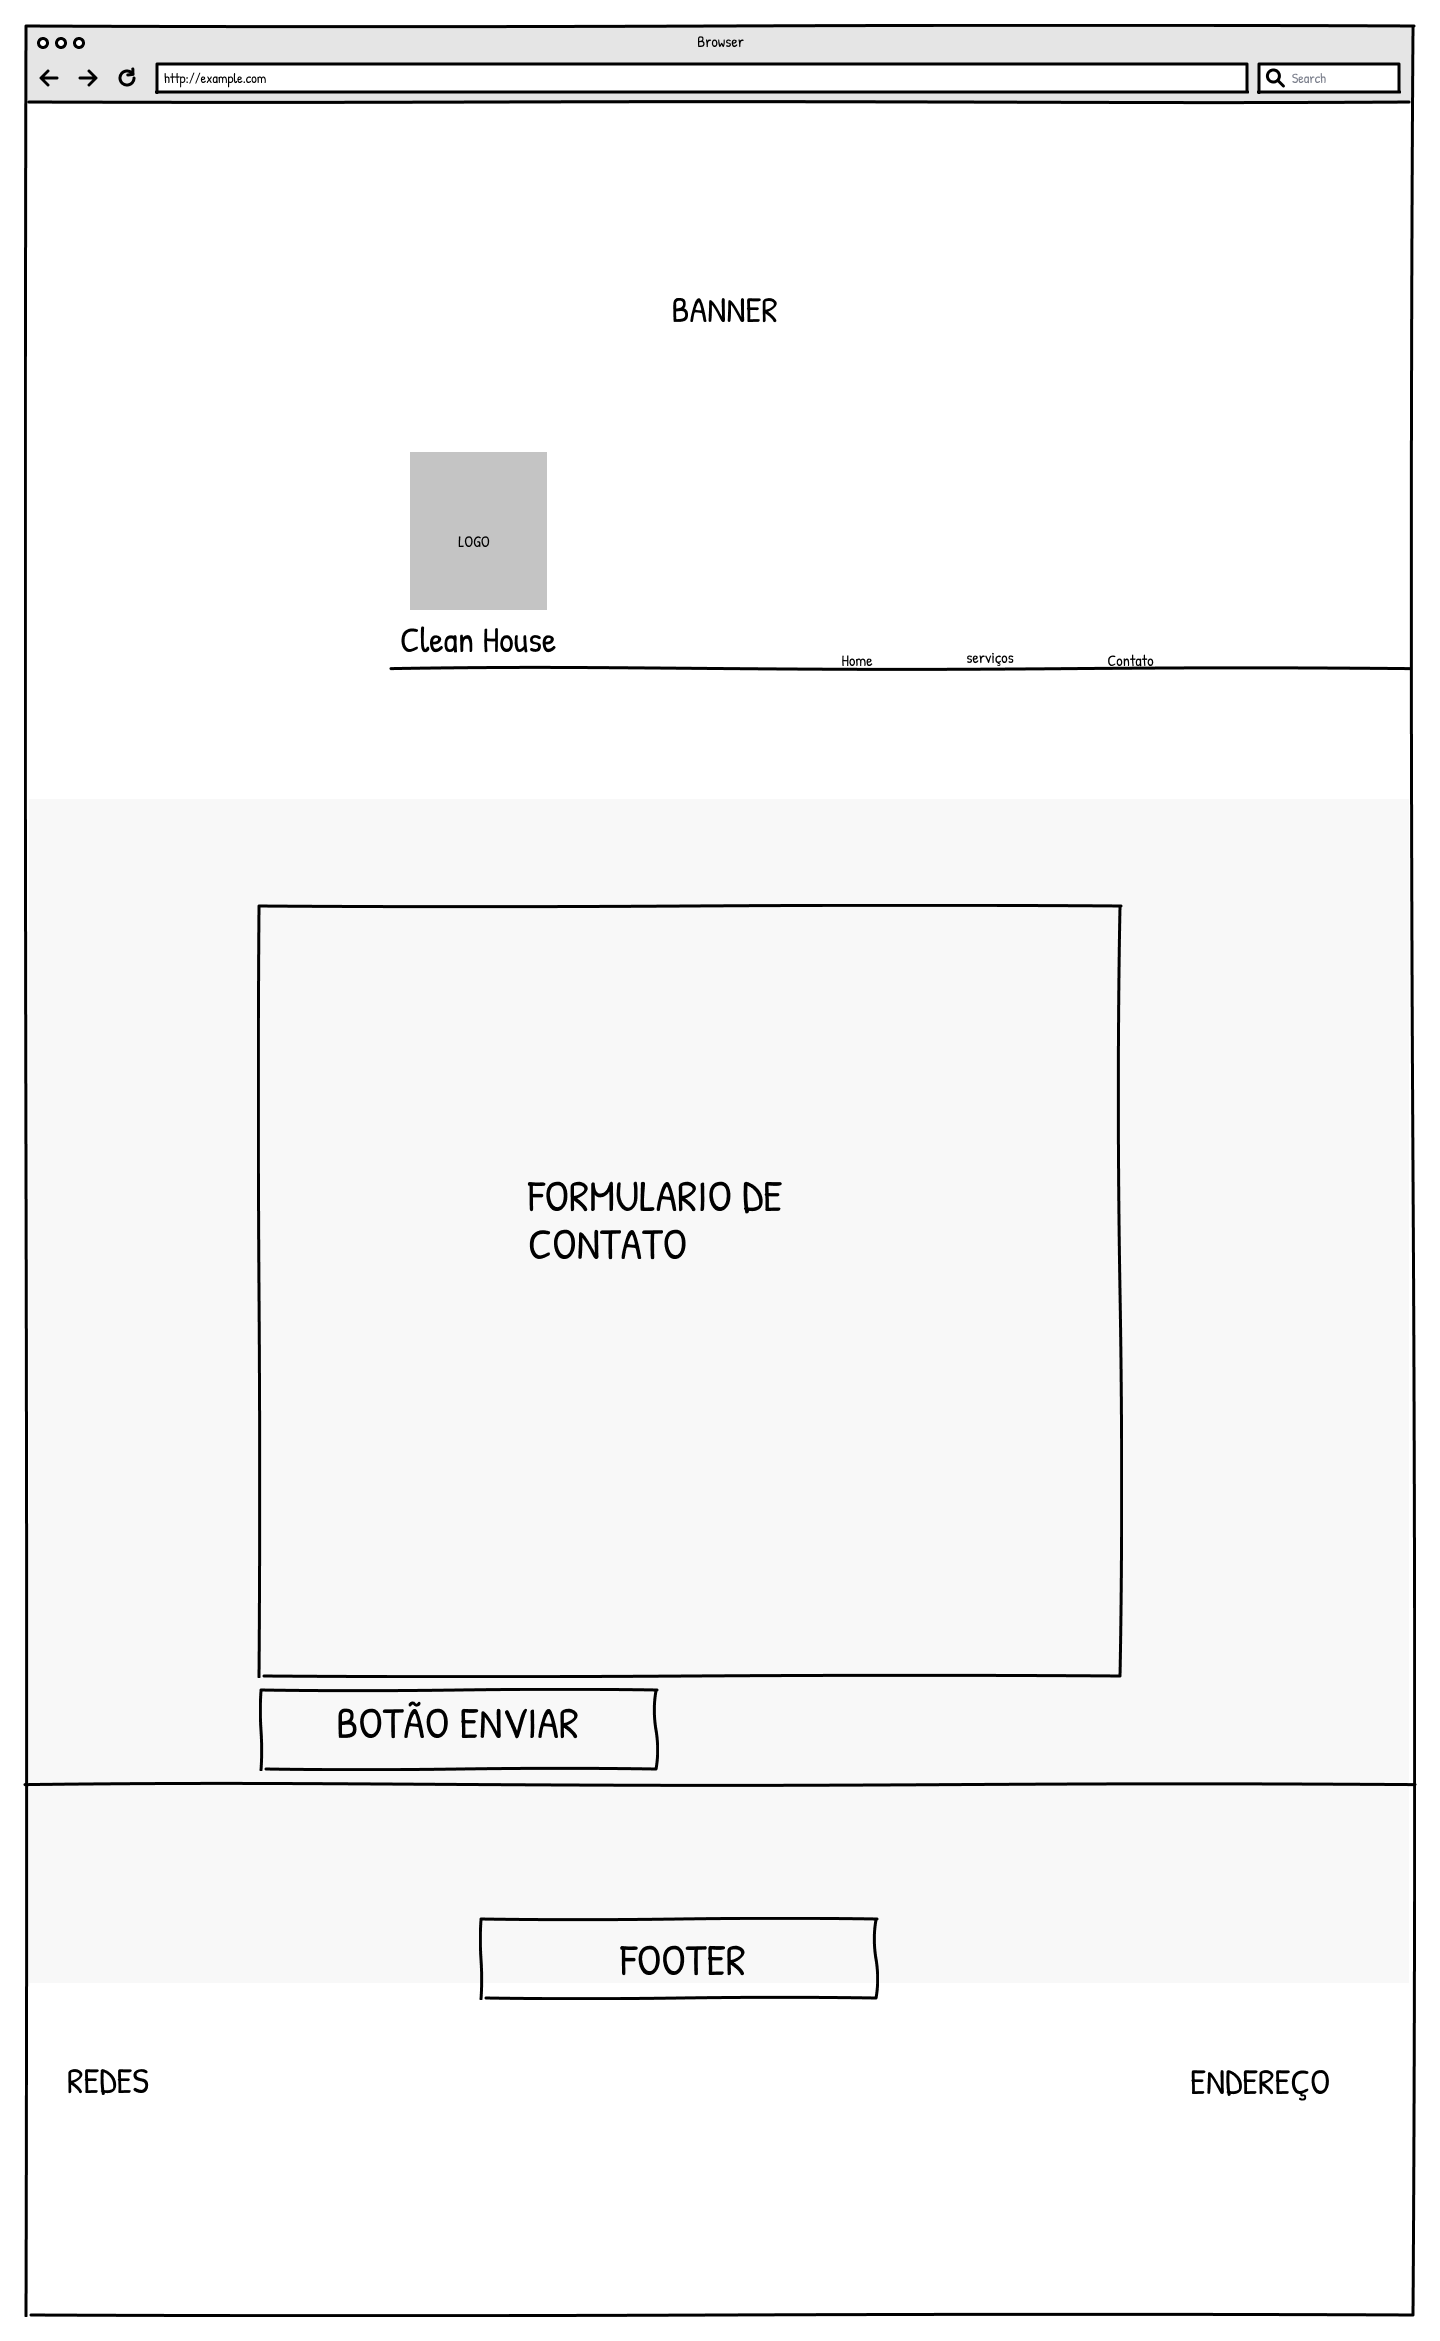 Browser
http://example.com
Search
BANNER
LOGO
Clean House
Home
serviços
Contato
FORMULARIO DE
CONTATO
BOTÃO ENVIAR
FOOTER
REDES
ENDEREÇO